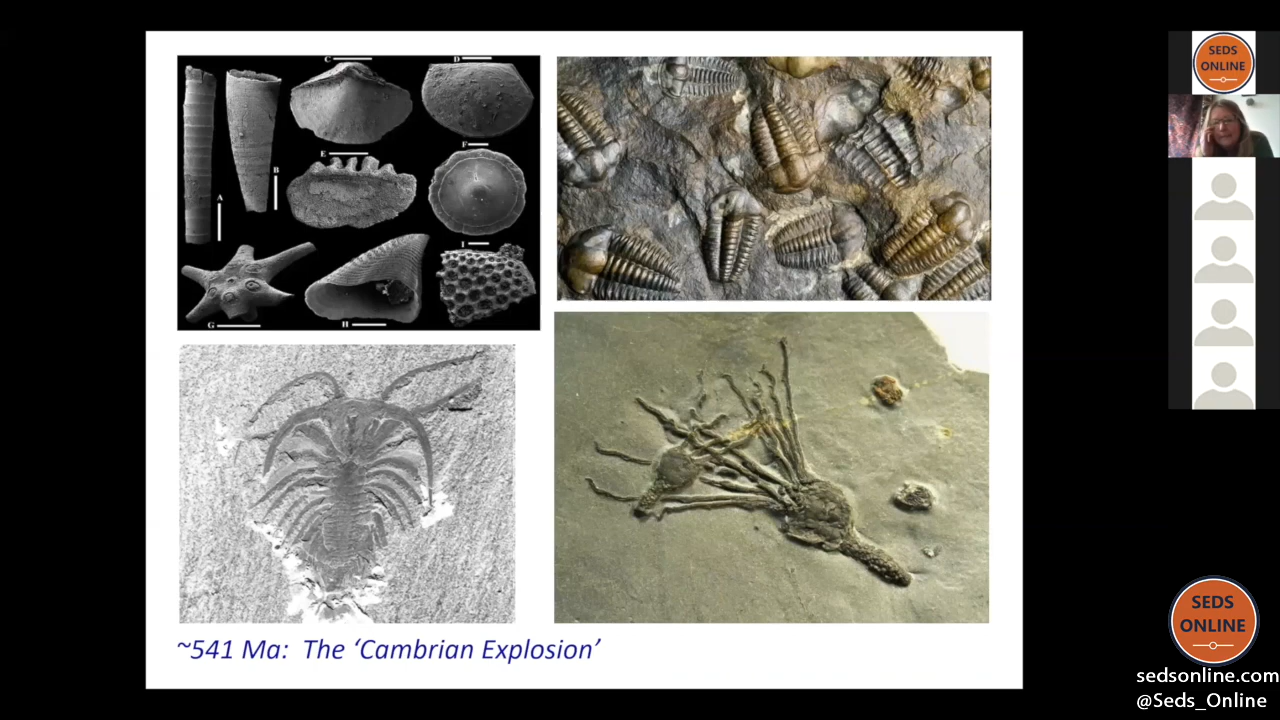 C
D
A
B
E
F
G
H
I
~541 Ma: The ‘Cambrian Explosion’
SEDS
ONLINE
SEDS
ONLINE
sedsonline.com
@Seds_Online